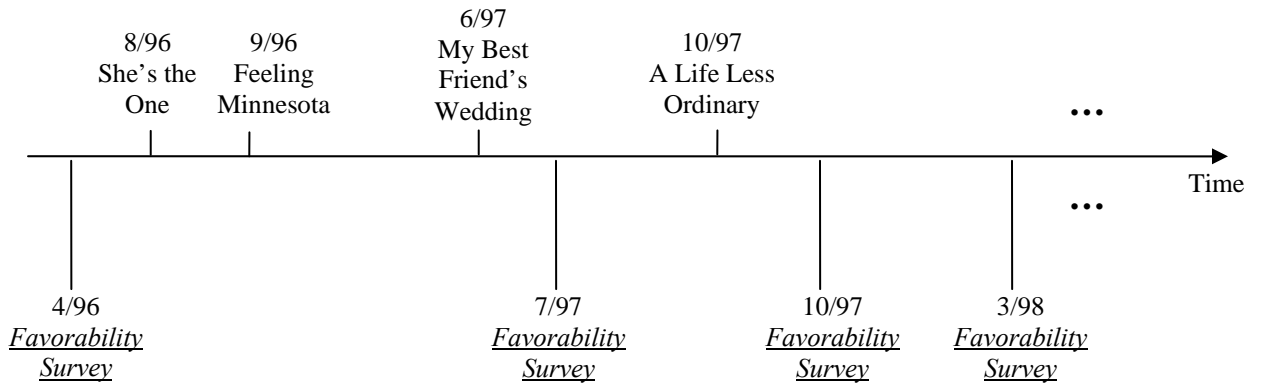 8/96
She’s the
One
9/96
Feeling
Minnesota
6/97
My Best
Friend’s
Wedding
10/97
A Life Less
Ordinary
...
Time
...
4/96
Favorability
Survey
7/97
Favorability
Survey
10/97
Favorability
Survey
3/98
Favorability
Survey